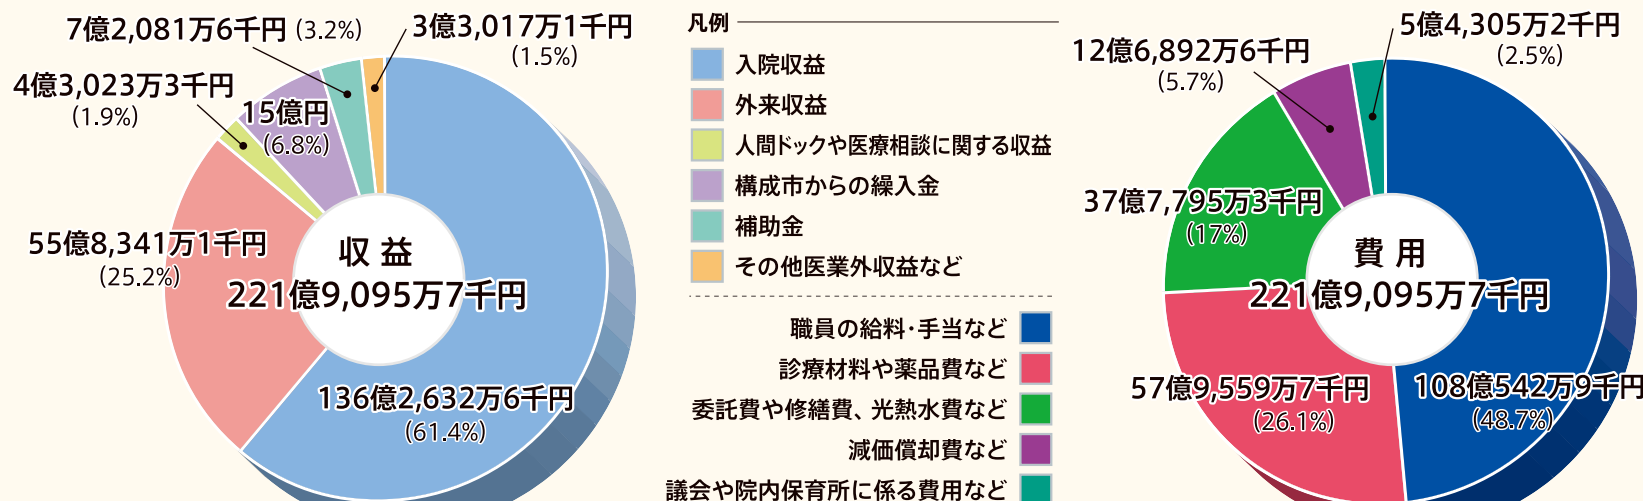 7億2,081万6千円 (3.2%)
3億3,017万1千円
(1.5%)
4億3,023万3千円
(1.9%)
15億円
(6.8%)
55億8,341万1千円
(25.2%)
収益
221億9,095万7千円
136億2,632万6千円
(61.4%)
凡例
入院収益
外来収益
人間ドックや医療相談に関する収益
構成市からの繰入金
補助金
その他医業外収益など
職員の給料・手当など
診療材料や薬品費など
委託費や修繕費、光熱水費など
減価償却費など
議会や院内保育所に係る費用など
5億4,305万2千円
(2.5%)
12億6,892万6千円
(5.7%)
37億7,795万3千円
(17%)
費用
221億9,095万7千円
57億9,559万7千円
(26.1%)
108億542万9千円
(48.7%)